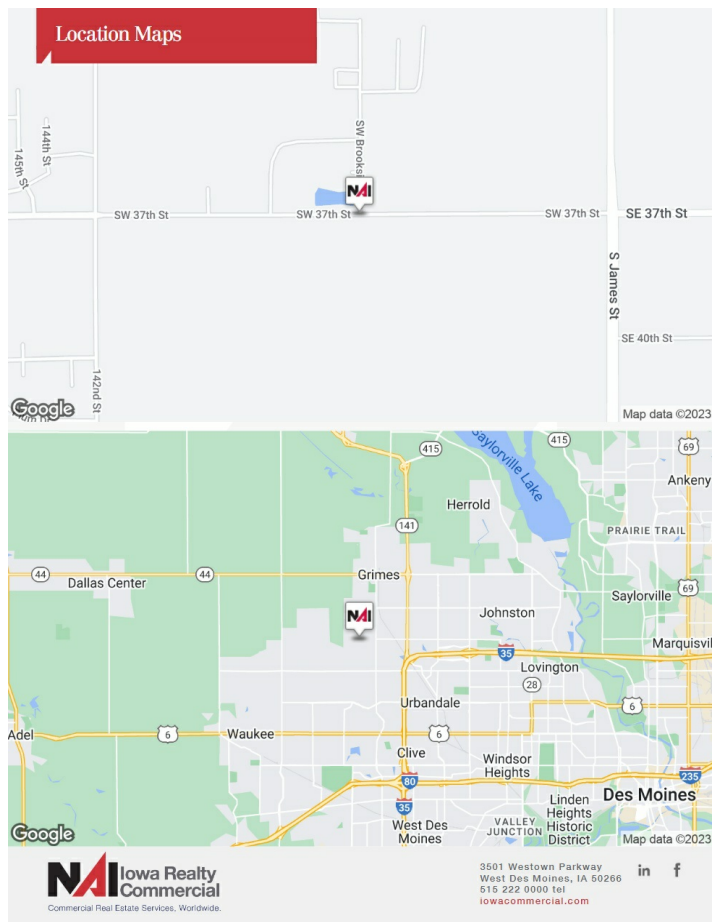 Location Maps
144th St
145th St
SW 37th St
SW 37th St
SW 37th St
SE 37th St
S James St
SE 40th St
142nd St
Google
Map data ©2023
Saylorville Lake
415
415
69
Ankeny
Herrold
141
PRAIRIE TRAIL
44
44
Grimes
Dallas Center
69
Saylorville
NAI
Johnston
35
Lovington
28
Urbandale
6
Adel
6
Waukee
6
Clive
Windsor
Heights
80
235
35
Des Moines
Linden
Heights
Historic
District
West Des
Moines
VALLEY
JUNCTION
Google
Map data ©2023
NAI Iowa Realty
Commercial
Commercial Real Estate Services, Worldwide.
3501 Westown Parkway
West Des Moines, IA 50266
515 222 0000 tel
iowacommercial.com
in f